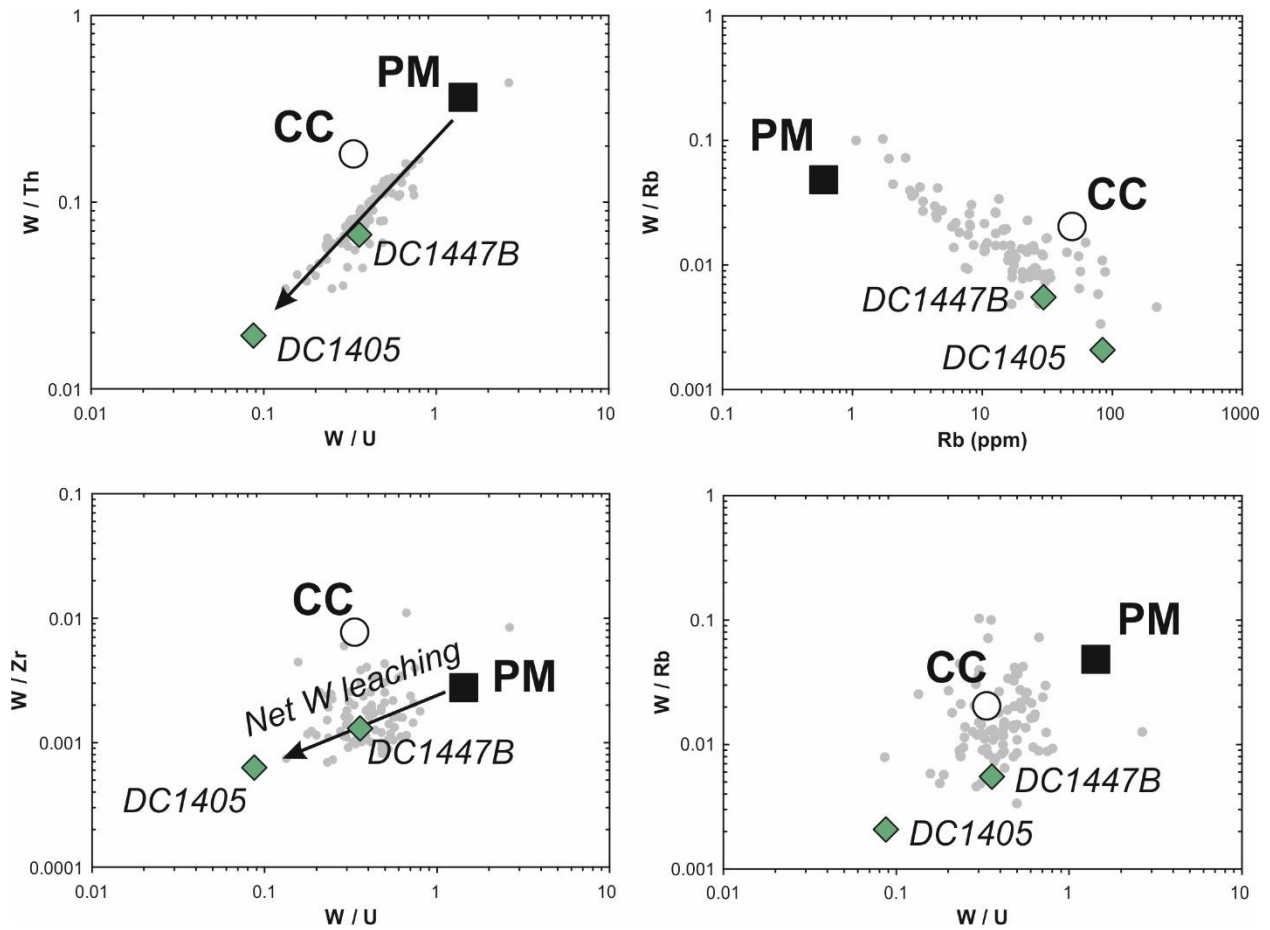 1
PM
CC
0.1
W / Th
DC1447B
DC1405
0.01
0.01
0.1
1
10
W / U
1
PM
0.1
CC
W / Rb
0.01
DC1447B
DC1405
0.001
0.1
1
10
100
1000
Rb (ppm)
0.1
CC
0.01
Net W leaching
PM
W / Zr
0.001
DC1447B
DC1405
0.0001
0.01
0.1
1
10
W / U
1
PM
0.1
CC
W / Rb
0.01
DC1447B
DC1405
0.001
0.01
0.1
1
10
W / U